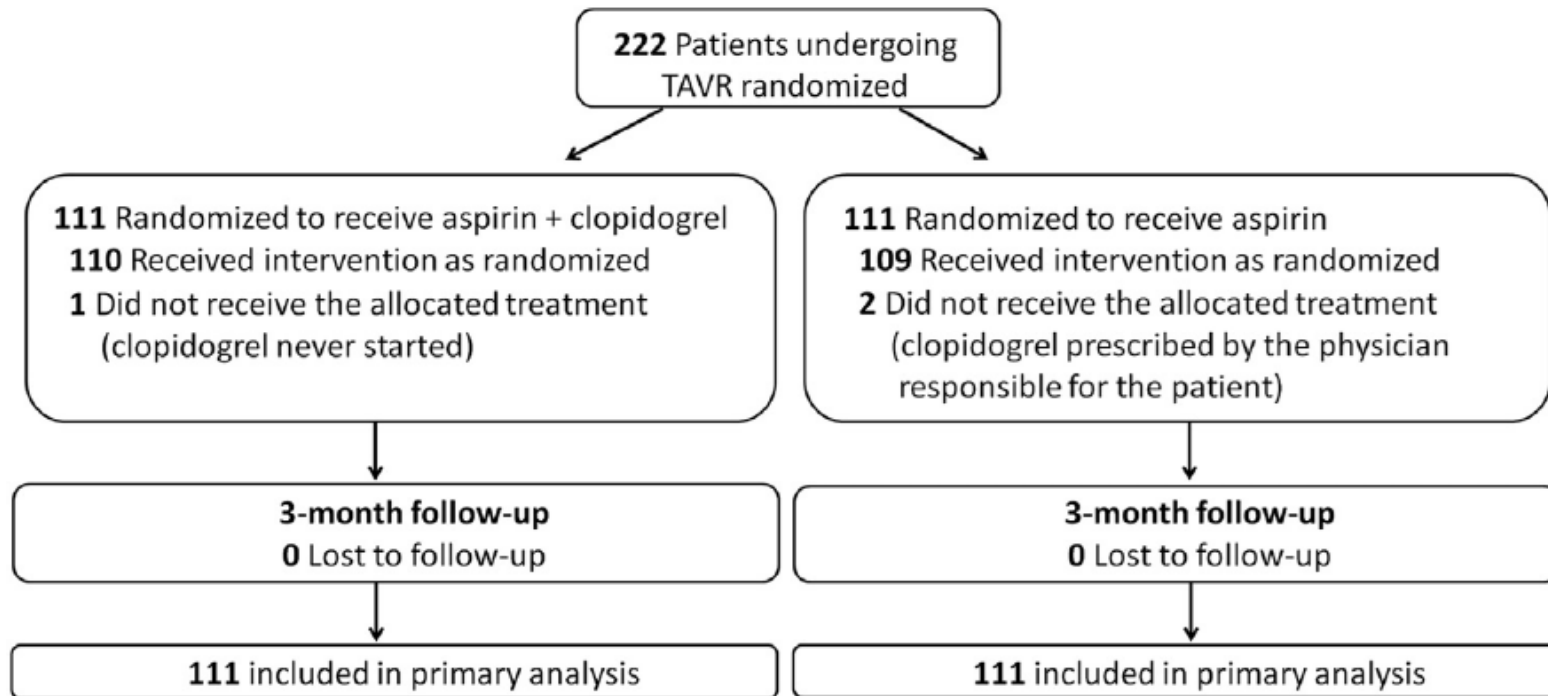 222 Patients undergoing
TAVR randomized
111 Randomized to receive aspirin + clopidogrel
110 Received intervention as randomized
1 Did not receive the allocated treatment
(clopidogrel never started)
111 Randomized to receive aspirin
109 Received intervention as randomized
2 Did not receive the allocated treatment
(clopidogrel prescribed by the physician
responsible for the patient)
3-month follow-up
0 Lost to follow-up
3-month follow-up
0 Lost to follow-up
111 included in primary analysis
111 included in primary analysis